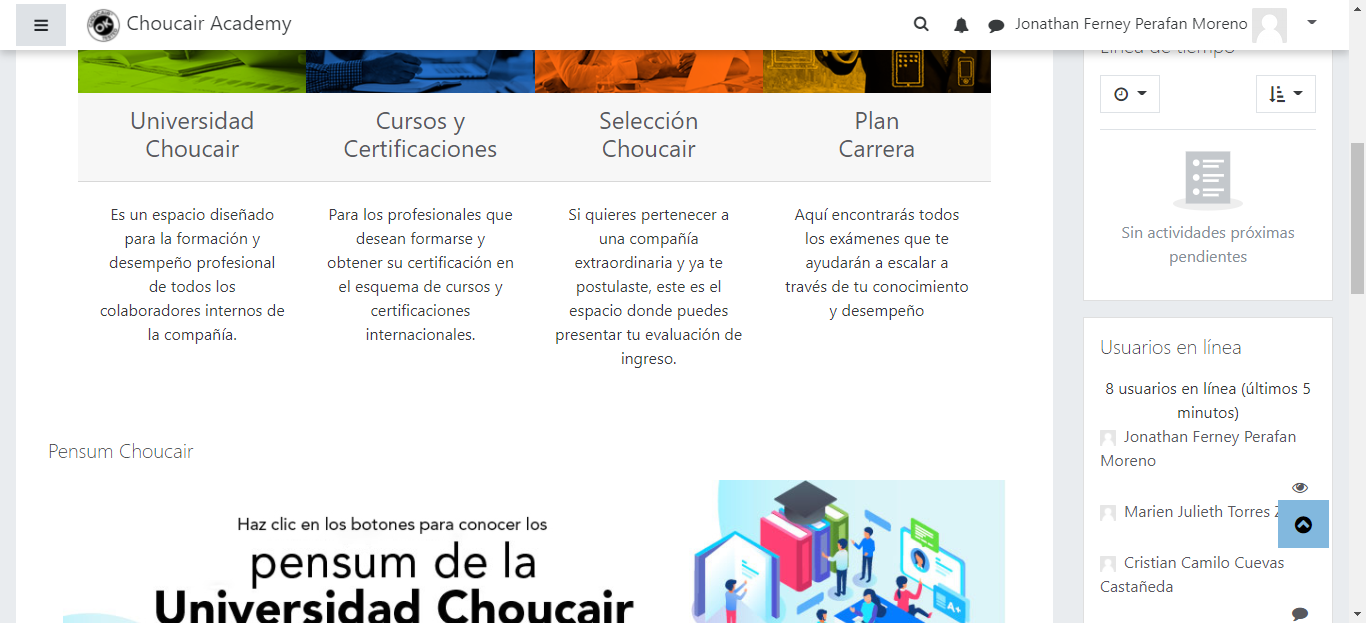 Choucair Academy
Jonathan Ferney Perafan Moreno
Universidad
Choucair
Cursos y
Certificaciones
Selección
Choucair
Plan
Carrera
Es un espacio diseñado
para la formación y
desempeño profesional
de todos los
colaboradores internos de
la compañía.
Para los profesionales que
desean formarse y
obtener su certificación en
el esquema de cursos y
certificaciones
internacionales.
Si quieres pertenecer a
una compañía
extraordinaria y ya te
postulaste, este es el
espacio donde puedes
presentar tu evaluación de
ingreso.
Aquí encontrarás todos
los exámenes que te
ayudarán a escalar a
través de tu conocimiento
y desempeño
Pensum Choucair
Haz clic en los botones para conocer los
pensum de la
Universidad Choucair
A+
Línea de tiempo
Sin actividades próximas
pendientes
Usuarios en línea
8 usuarios en línea (últimos 5
minutos)
Jonathan Ferney Perafan
Moreno
Marien Julieth Torres
Cristian Camilo Cuevas
Castañeda